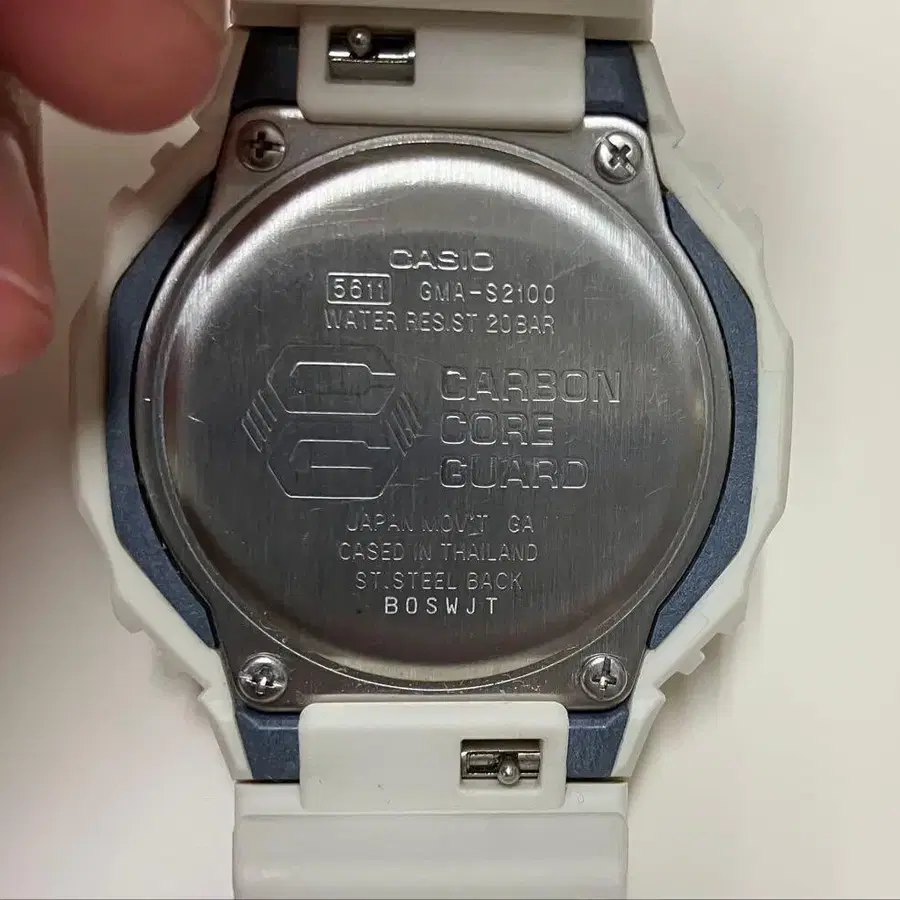 CASIO
5611 GMA-S2100
WATER RESIST 20BAR
CARBON
CORE
GUARD
JAPAN MOV'T GA
CASED IN THAILAND
ST.STEEL BACK
BOSWJT